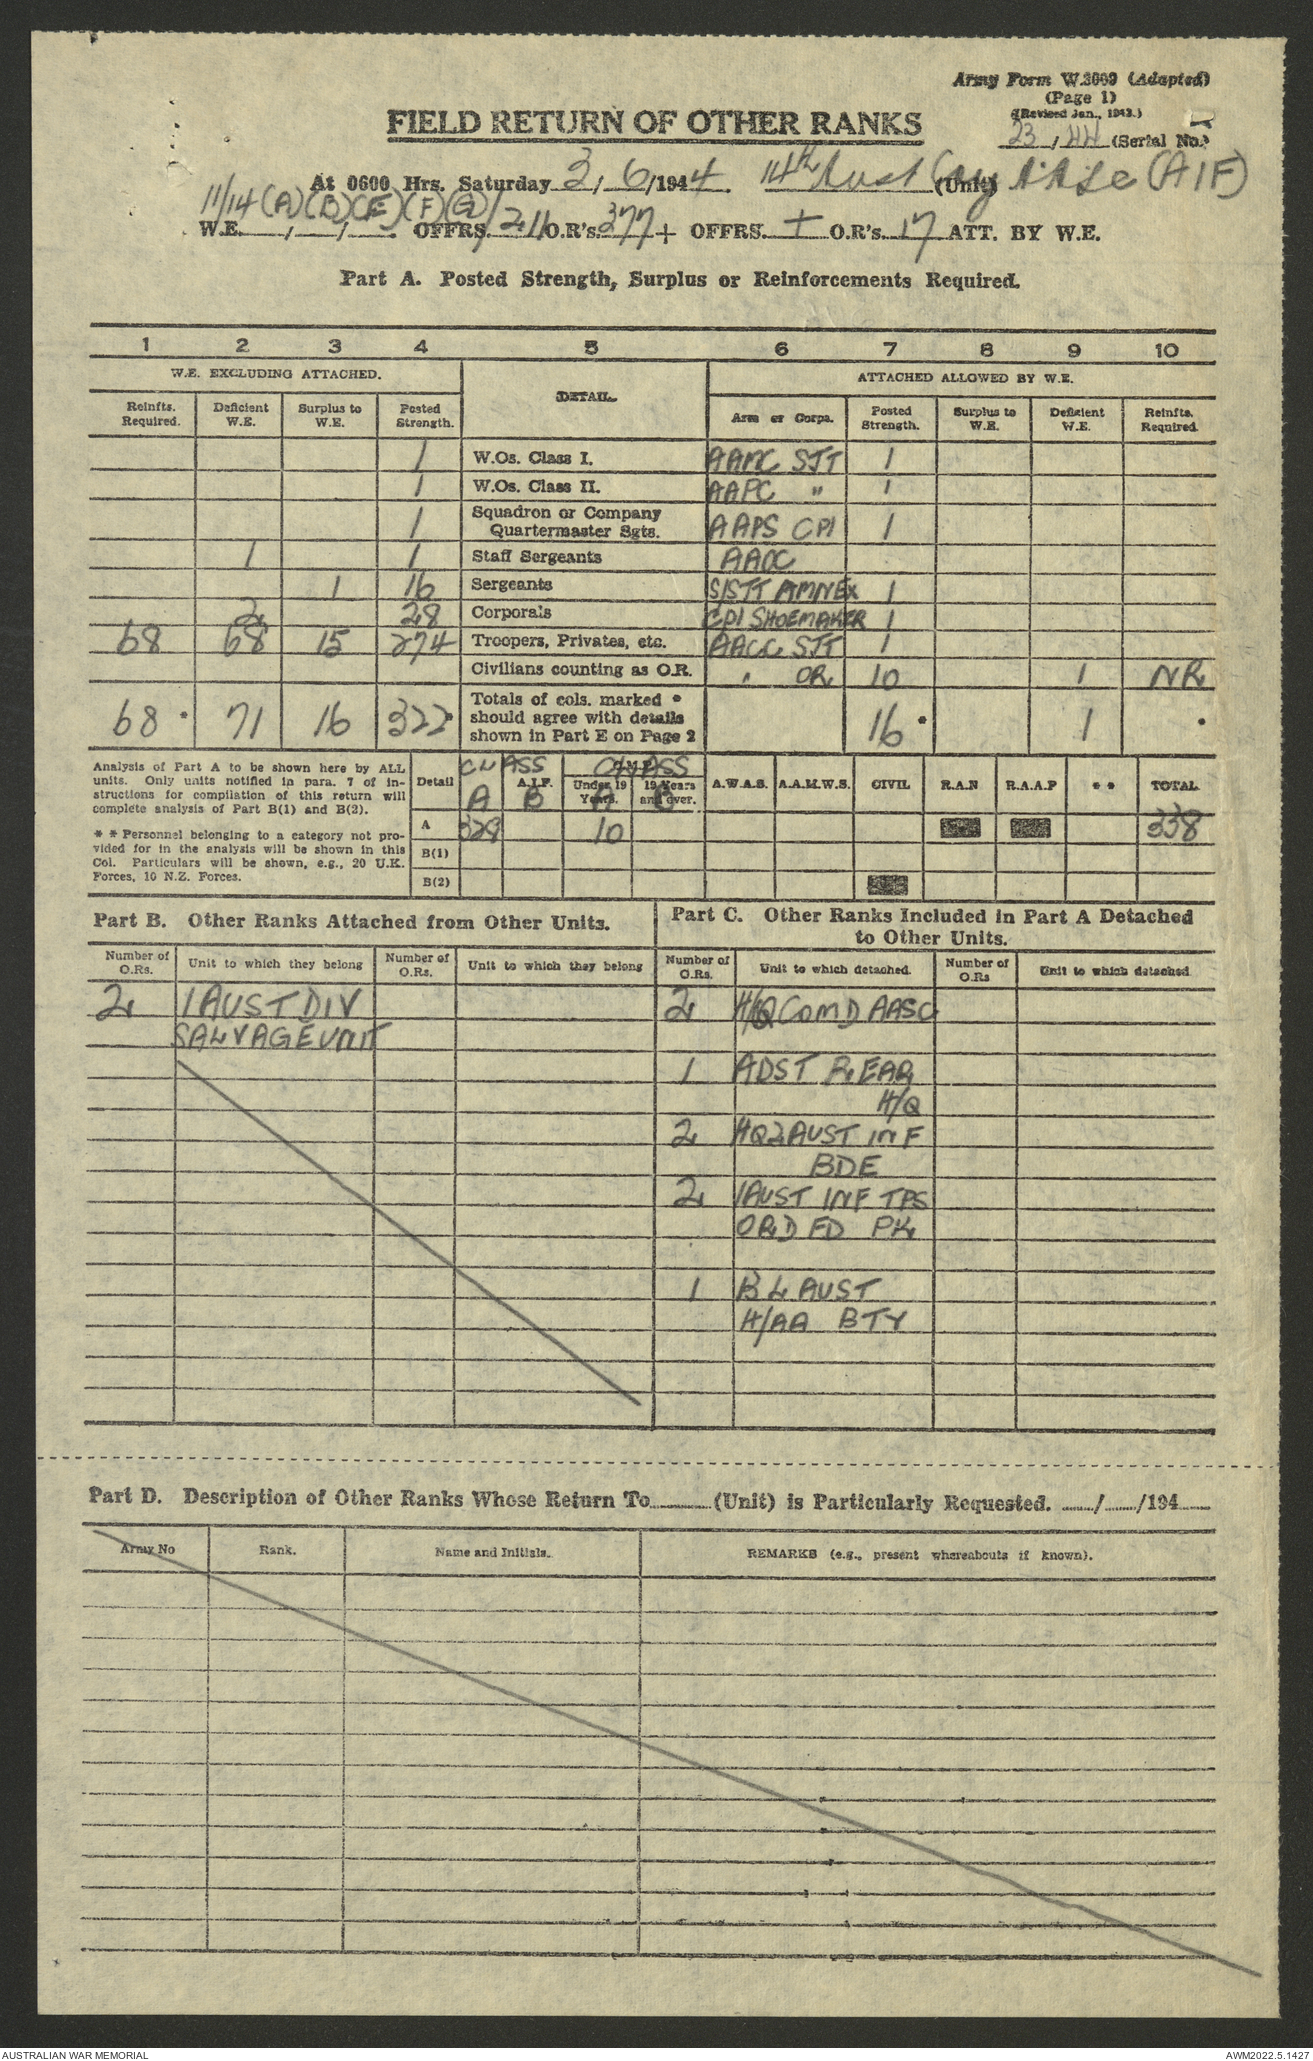 Army Form W.3009 (Adapted)
(Page 1)
(Revised Jan., 1943.)
FIELD RETURN OF OTHER RANKS
23 / 44 (Serial No.)
At 0600 Hrs. Saturday 3 / 6 /1944. 14th Aust Coy (Unit) (AIF)
11/14 (A)(B)(E)(F)(G)
W.E. / / OFFRS. O.R's. 377 + OFFRS. + O.R's. 17 ATT. BY W.E.
Part A. Posted Strength, Surplus or Reinforcements Required.
1 2 3 4 5 6 7 8 9 10
W.E. EXCLUDING ATTACHED. DETAIL. ATTACHED ALLOWED BY W.E.
Reinfts. Required. Deficient W.E. Surplus to W.E. Posted Strength. Arm or Corps. Posted Strength. Surplus to W.E. Deficient W.E. Reinfts. Required.
1 W.Os. Class I. AAMC SJT 1
1 W.Os. Class II. AAPC " 1
1 Squadron or Company Quartermaster Sgts. AAPS CPI 1
1 1 Staff Sergeants AAOC
1 16 Sergeants S/SJT AMNEX 1
2 28 Corporals CPI SHOEMAKER 1
68 68 15 274 Troopers, Privates, etc. AACC SJT 1
Civilians counting as O.R. " OR 10 1 NR
68 * 71 16 322 * Totals of cols. marked * should agree with details shown in Part E on Page 2 16 * 1 *
Analysis of Part A to be shown here by ALL units. Only units notified in para. 7 of instructions for compilation of this return will complete analysis of Part B(1) and B(2).
* * Personnel belonging to a category not provided for in the analysis will be shown in this Col. Particulars will be shown, e.g., 20 U.K. Forces, 10 N.Z. Forces.
CLASS CLASS
Detail A A.I.F. B Under 19 Years. A 19 Years and over. B A.W.A.S. A.A.M.W.S. CIVIL R.A.N R.A.A.F * * TOTAL
A 328 10 338
B(1)
B(2)
Part B. Other Ranks Attached from Other Units.
Part C. Other Ranks Included in Part A Detached
to Other Units.
Number of O.Rs. Unit to which they belong Number of O.Rs. Unit to which they belong Number of O.Rs. Unit to which detached. Number of O.Rs Unit to which detached
2 1 AUST DIV 2 H/Q COMD AASC
SALVAGE UNIT
1 ADST REAR
H/Q
2 HQ 2 AUST INF
BDE
2 1 AUST INF TPS
ORD FD PK
1 B L AUST
H/AA BTY
Part D. Description of Other Ranks Whose Return To (Unit) is Particularly Requested. / /194
Army No Rank. Name and Initials. REMARKS (e.g., present whereabouts if known).
AUSTRALIAN WAR MEMORIAL AWM2022.5.1427